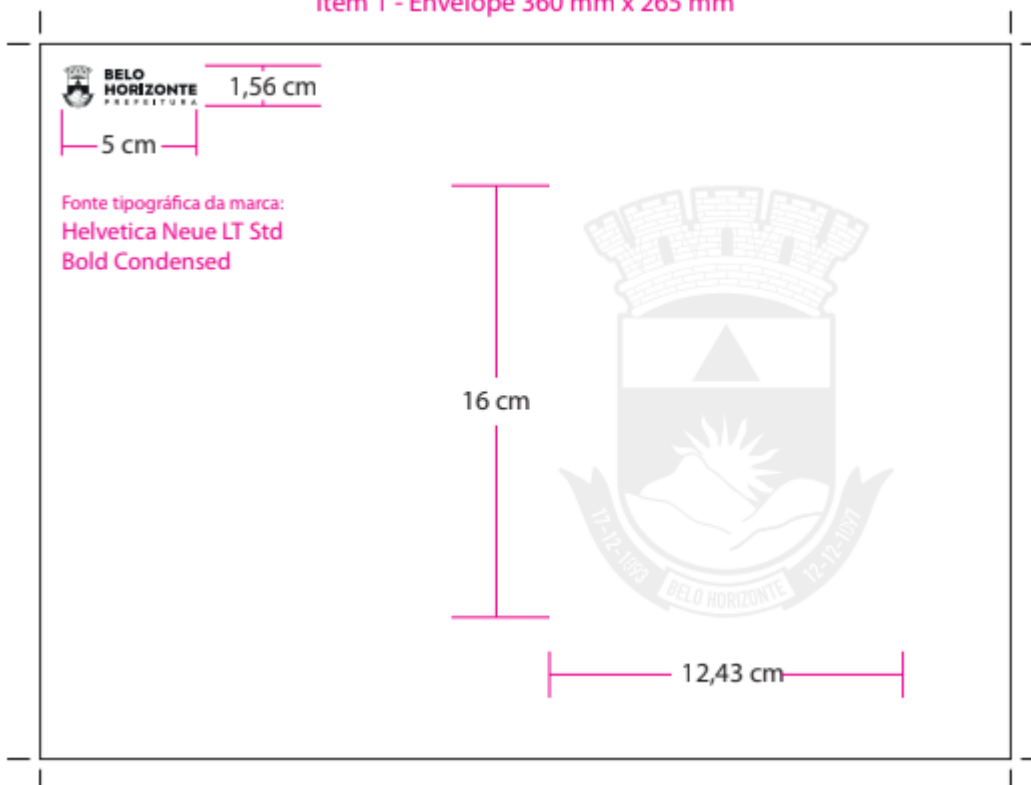 Item 1 - Envelope 360 mm x 265 mm
BELO
HORIZONTE
PREFEITURA
1,56 cm
5 cm
Fonte tipográfica da marca:
Helvetica Neue LT Std
Bold Condensed
16 cm
17-12-1893
BELO HORIZONTE
12-12-1897
12,43 cm